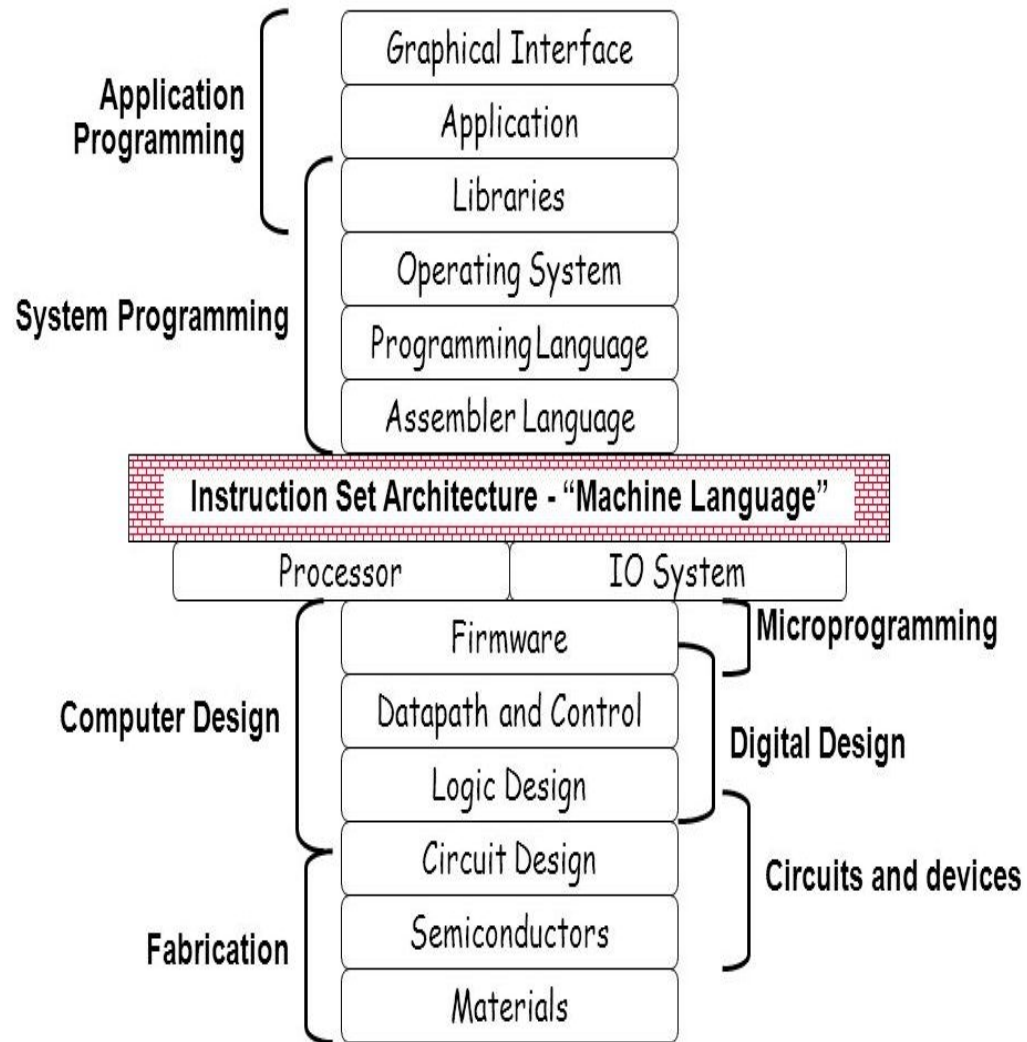 Graphical Interface
Application
Programming
Application
Libraries
Operating System
System Programming
Programming Language
Assembler Language
Instruction Set Architecture - “Machine Language”
Processor
IO System
Firmware
Microprogramming
Computer Design
Datapath and Control
Digital Design
Logic Design
Circuit Design
Circuits and devices
Fabrication
Semiconductors
Materials